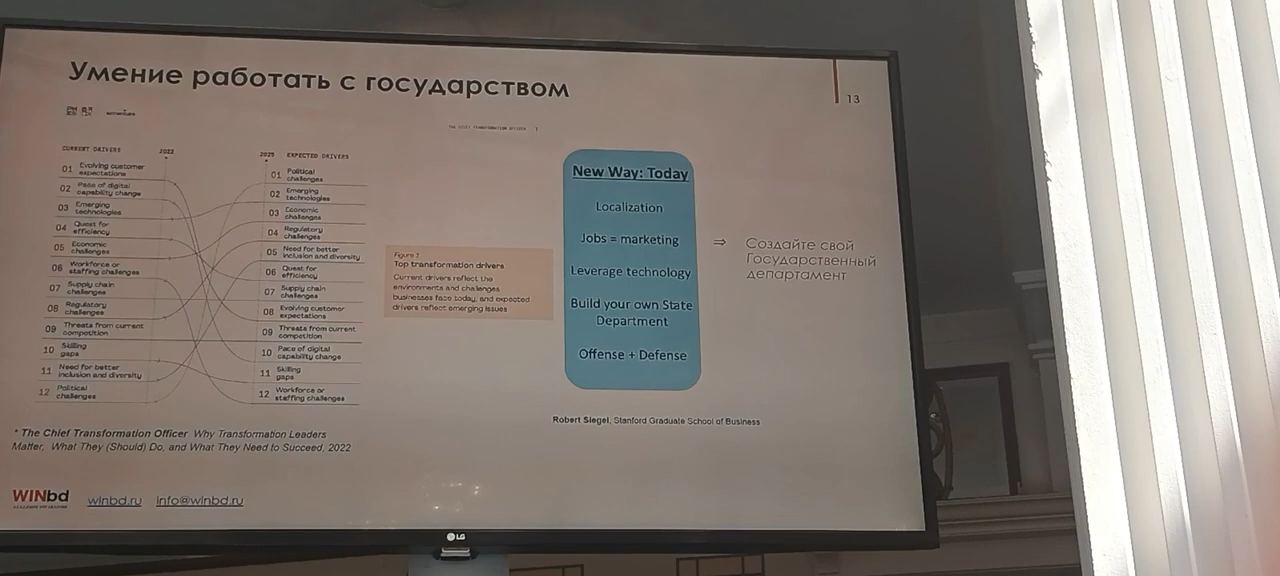 Умение работать с государством
13
accenture
THE CHIEF TRANSFORMATION OFFICER
CURRENT DRIVERS
2022
01 Evolving customer
expectations
02 Pace of digital
capability change
03 Emerging
technologies
04 Quest for
efficiency
05 Economic
challenges
06 Workforce or
staffing challenges
07 Supply chain
challenges
08 Regulatory
challenges
09 Threats from current
competition
10 Skilling
gaps
11 Need for better
inclusion and diversity
12 Political
challenges
2025
EXPECTED DRIVERS
01 Political
challenges
02 Emerging
technologies
03 Economic
challenges
04 Regulatory
challenges
05 Need for better
inclusion and diversity
06 Quest for
efficiency
07 Supply chain
challenges
08 Evolving customer
expectations
09 Threats from current
competition
10 Pace of digital
capability change
11 Skilling
gaps
12 Workforce or
staffing challenges
Figure 1
Top transformation drivers
Current drivers reflect the
environments and challenges
businesses face today, and expected
drivers reflect emerging issues
New Way: Today
Localization
Jobs = marketing
Leverage technology
Build your own State
Department
Offense + Defense
⇒ Создайте свой
Государственный
департамент
Robert Siegel, Stanford Graduate School of Business
* The Chief Transformation Officer Why Transformation Leaders
Matter, What They (Should) Do, and What They Need to Succeed, 2022
WINbd
winbd.ru info@winbd.ru
LG